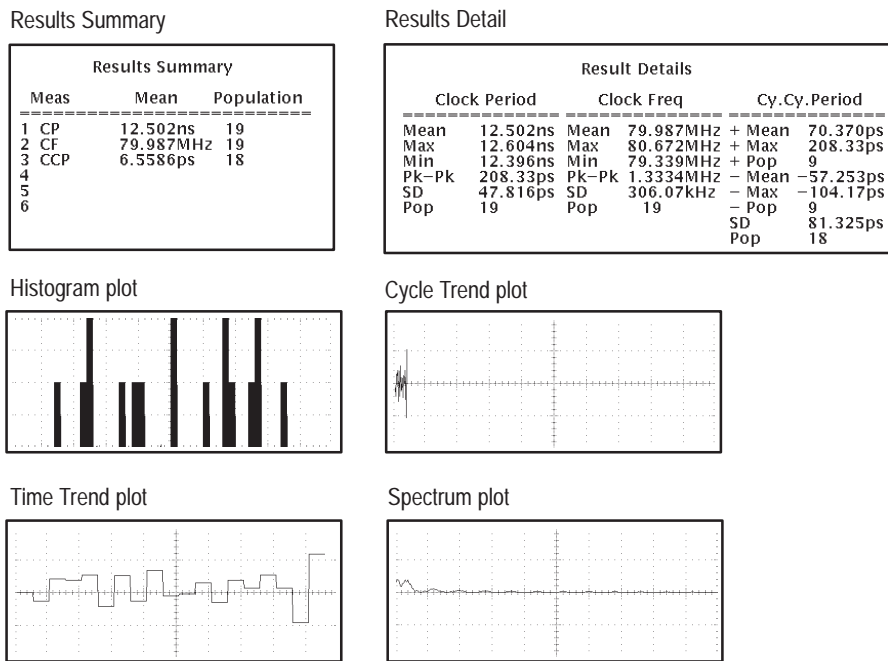 Results Summary
Results Detail
Results Summary
Meas Mean Population
1 CP 12.502ns 19
2 CF 79.987MHz 19
3 CCP 6.5586ps 18
4
5
6
Result Details
Clock Period Clock Freq Cy.Cy.Period
Mean 12.502ns Mean 79.987MHz + Mean 70.370ps
Max 12.604ns Max 80.672MHz + Max 208.33ps
Min 12.396ns Min 79.339MHz + Pop 9
Pk-Pk 208.33ps Pk-Pk 1.3334MHz - Mean -57.253ps
SD 47.816ps SD 306.07kHz - Max -104.17ps
Pop 19 Pop 19 - Pop 9
SD 81.325ps
Pop 18
Histogram plot
Cycle Trend plot
Time Trend plot
Spectrum plot